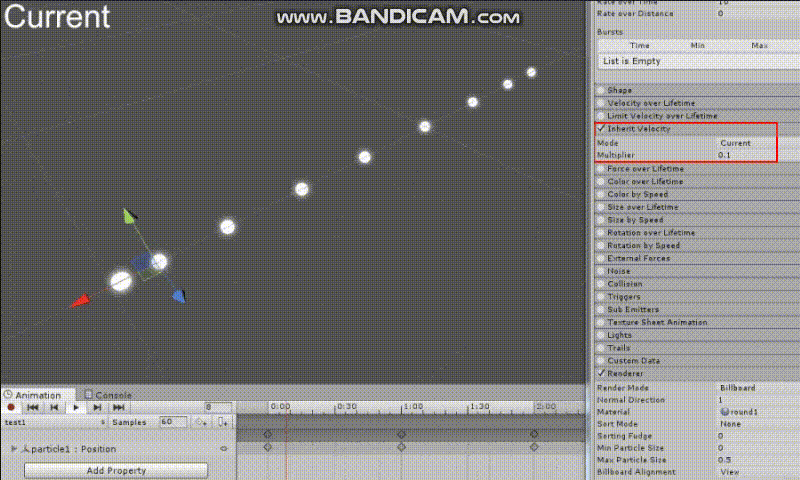 Current
www.BANDICAM.com
Rate over Time 10
Rate over Distance 0
Bursts
Time Min Max
List is Empty
Shape
Velocity over Lifetime
Limit Velocity over Lifetime
Inherit Velocity
Mode Current
Multiplier 0.1
Force over Lifetime
Color over Lifetime
Color by Speed
Size over Lifetime
Size by Speed
Rotation over Lifetime
Rotation by Speed
External Forces
Noise
Collision
Triggers
Sub Emitters
Texture Sheet Animation
Lights
Trails
Custom Data
Renderer
Render Mode Billboard
Normal Direction 1
Material round1
Sort Mode None
Sorting Fudge 0
Min Particle Size 0
Max Particle Size 0.5
Billboard Alignment View
Animation Console
8 0:00 0:30 1:00 1:30 2:00
test1 Samples 60
particle1 : Position
Add Property